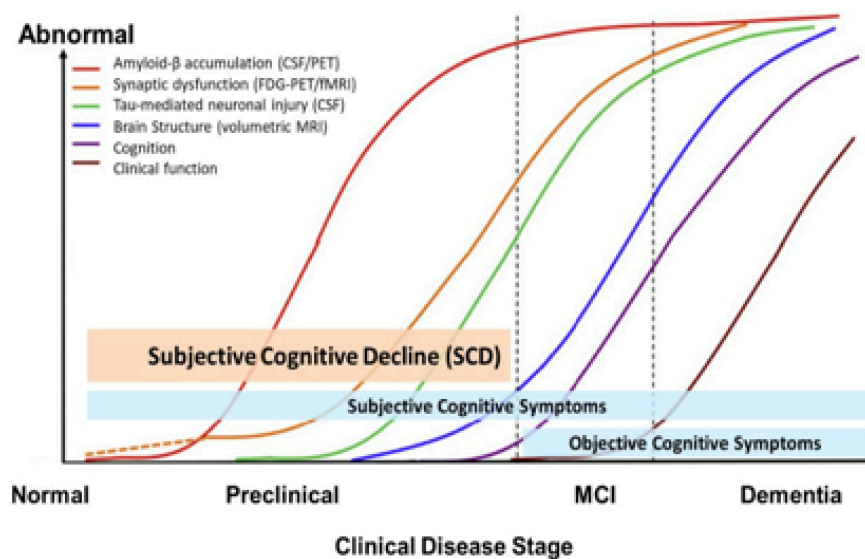 Abnormal
Amyloid-β accumulation (CSF/PET)
Synaptic dysfunction (FDG-PET/fMRI)
Tau-mediated neuronal injury (CSF)
Brain Structure (volumetric MRI)
Cognition
Clinical function
Subjective Cognitive Decline (SCD)
Subjective Cognitive Symptoms
Objective Cognitive Symptoms
Normal Preclinical MCI Dementia
Clinical Disease Stage